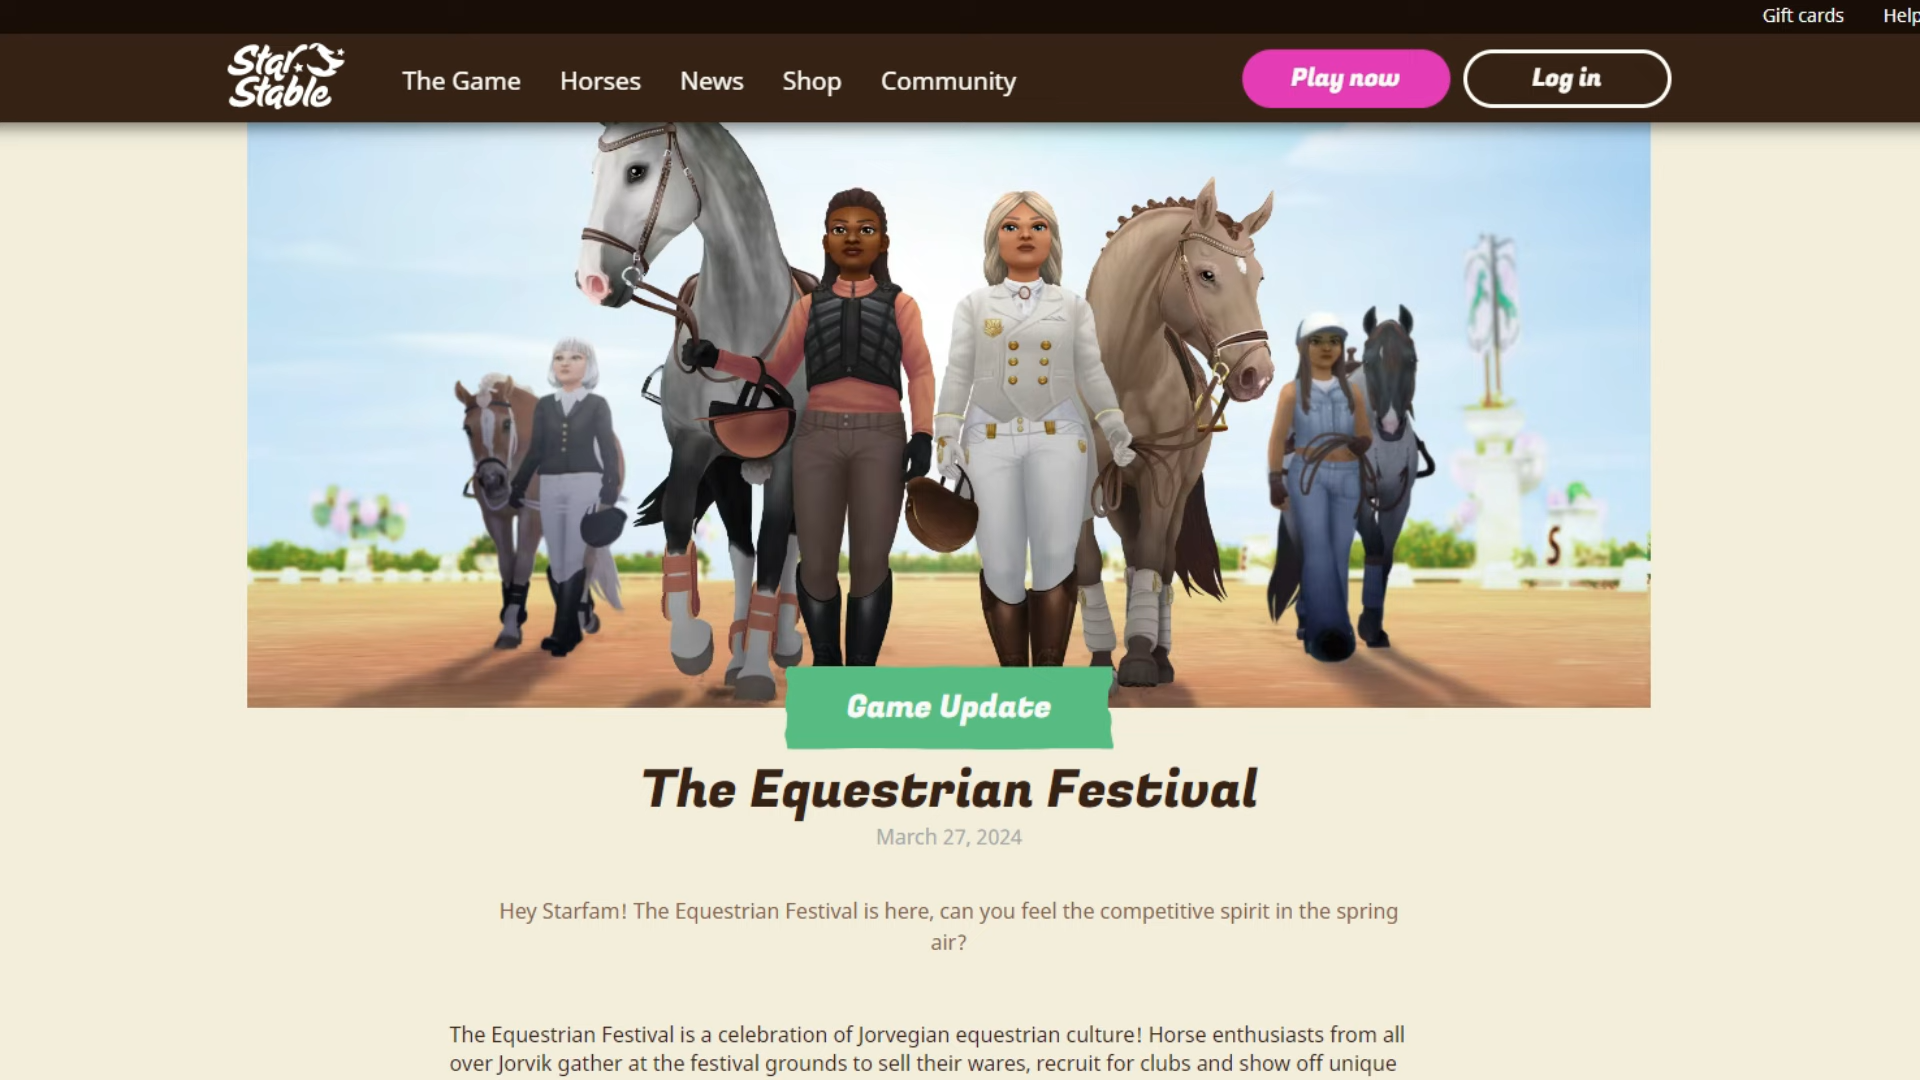 Gift cards Help
Star Stable
The Game Horses News Shop Community Play now Log in
S
Game Update
The Equestrian Festival
March 27, 2024
Hey Starfam! The Equestrian Festival is here, can you feel the competitive spirit in the spring
air?
The Equestrian Festival is a celebration of Jorvegian equestrian culture! Horse enthusiasts from all
over Jorvik gather at the festival grounds to sell their wares, recruit for clubs and show off unique